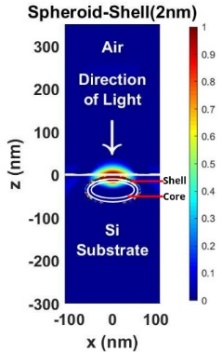 Spheroid-Shell(2nm)
300
200
100
0
-100
-200
-300
z (nm)
Air
Direction
of Light
Shell
Core
Si
Substrate
-100
0
100
x (nm)
1
0.9
0.8
0.7
0.6
0.5
0.4
0.3
0.2
0.1
0